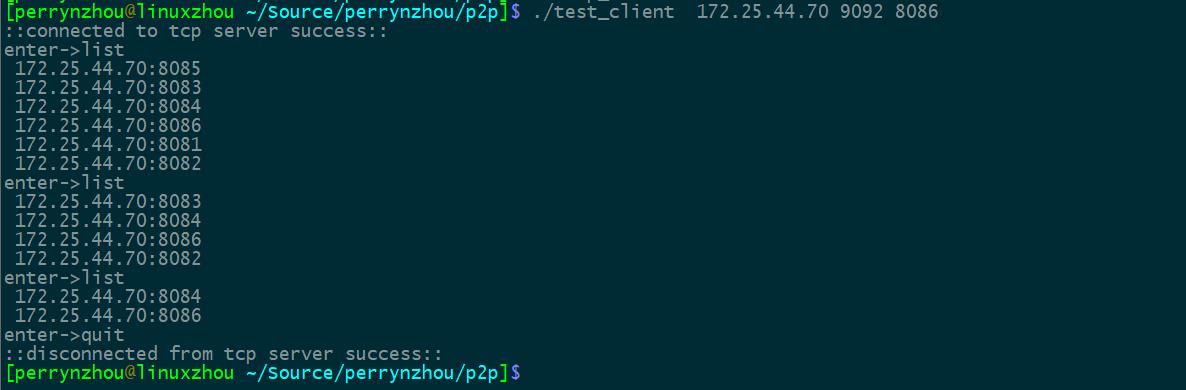 [perrynzhou@linuxzhou ~/Source/perrynzhou/p2p]$ ./test_client  172.25.44.70 9092 8086
::connected to tcp server success::
enter->list
 172.25.44.70:8085
 172.25.44.70:8083
 172.25.44.70:8084
 172.25.44.70:8086
 172.25.44.70:8081
 172.25.44.70:8082
enter->list
 172.25.44.70:8083
 172.25.44.70:8084
 172.25.44.70:8086
 172.25.44.70:8082
enter->list
 172.25.44.70:8084
 172.25.44.70:8086
enter->quit
::disconnected from tcp server success::
[perrynzhou@linuxzhou ~/Source/perrynzhou/p2p]$